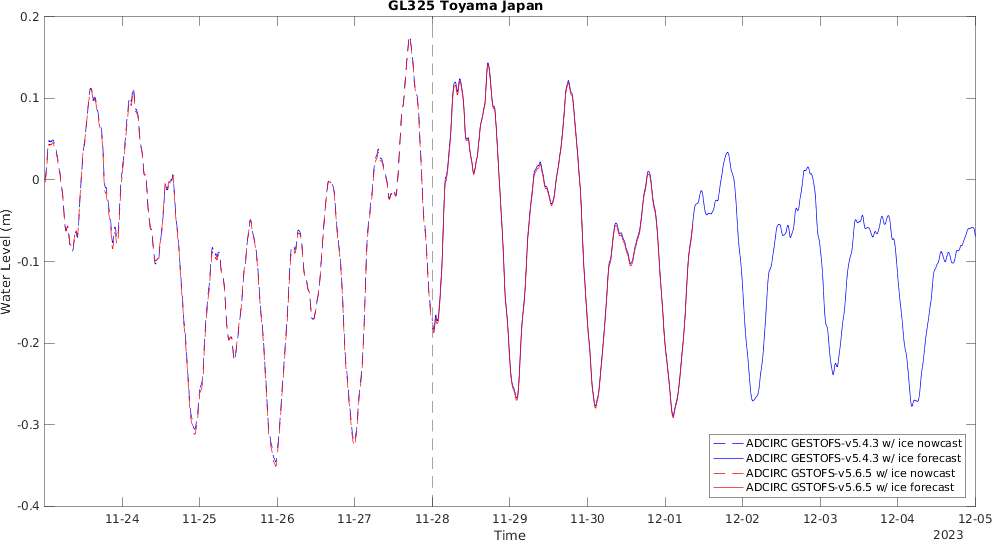 GL325 Toyama Japan
0.2
0.1
0
-0.1
-0.2
-0.3
-0.4
Water Level (m)
11-24 11-25 11-26 11-27 11-28 11-29 11-30 12-01 12-02 12-03 12-04 12-05
Time
2023
ADCIRC GESTOFS-v5.4.3 w/ ice nowcast
ADCIRC GESTOFS-v5.4.3 w/ ice forecast
ADCIRC GSTOFS-v5.6.5 w/ ice nowcast
ADCIRC GSTOFS-v5.6.5 w/ ice forecast